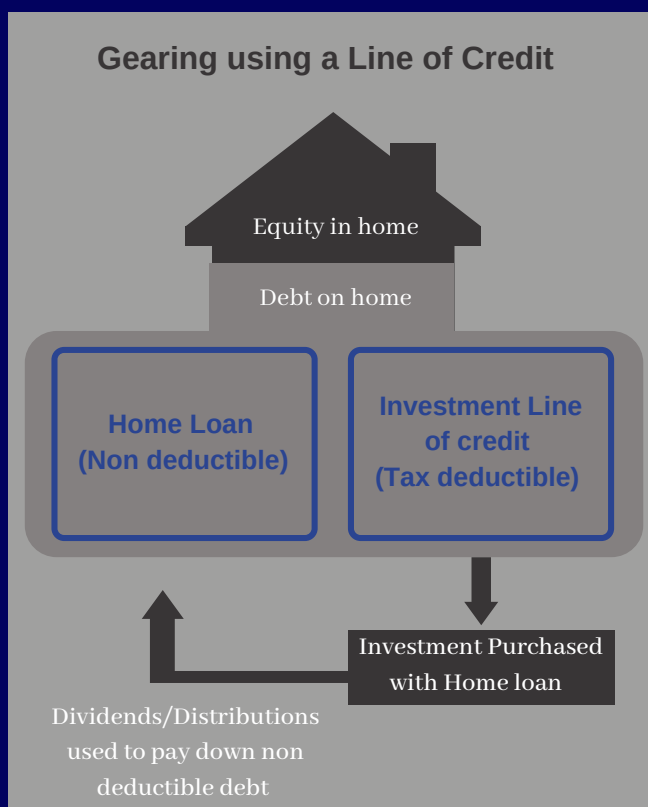 Gearing using a Line of Credit
Equity in home
Debt on home
Home Loan
(Non deductible)
Investment Line
of credit
(Tax deductible)
Investment Purchased
with Home loan
Dividends/Distributions
used to pay down non
deductible debt